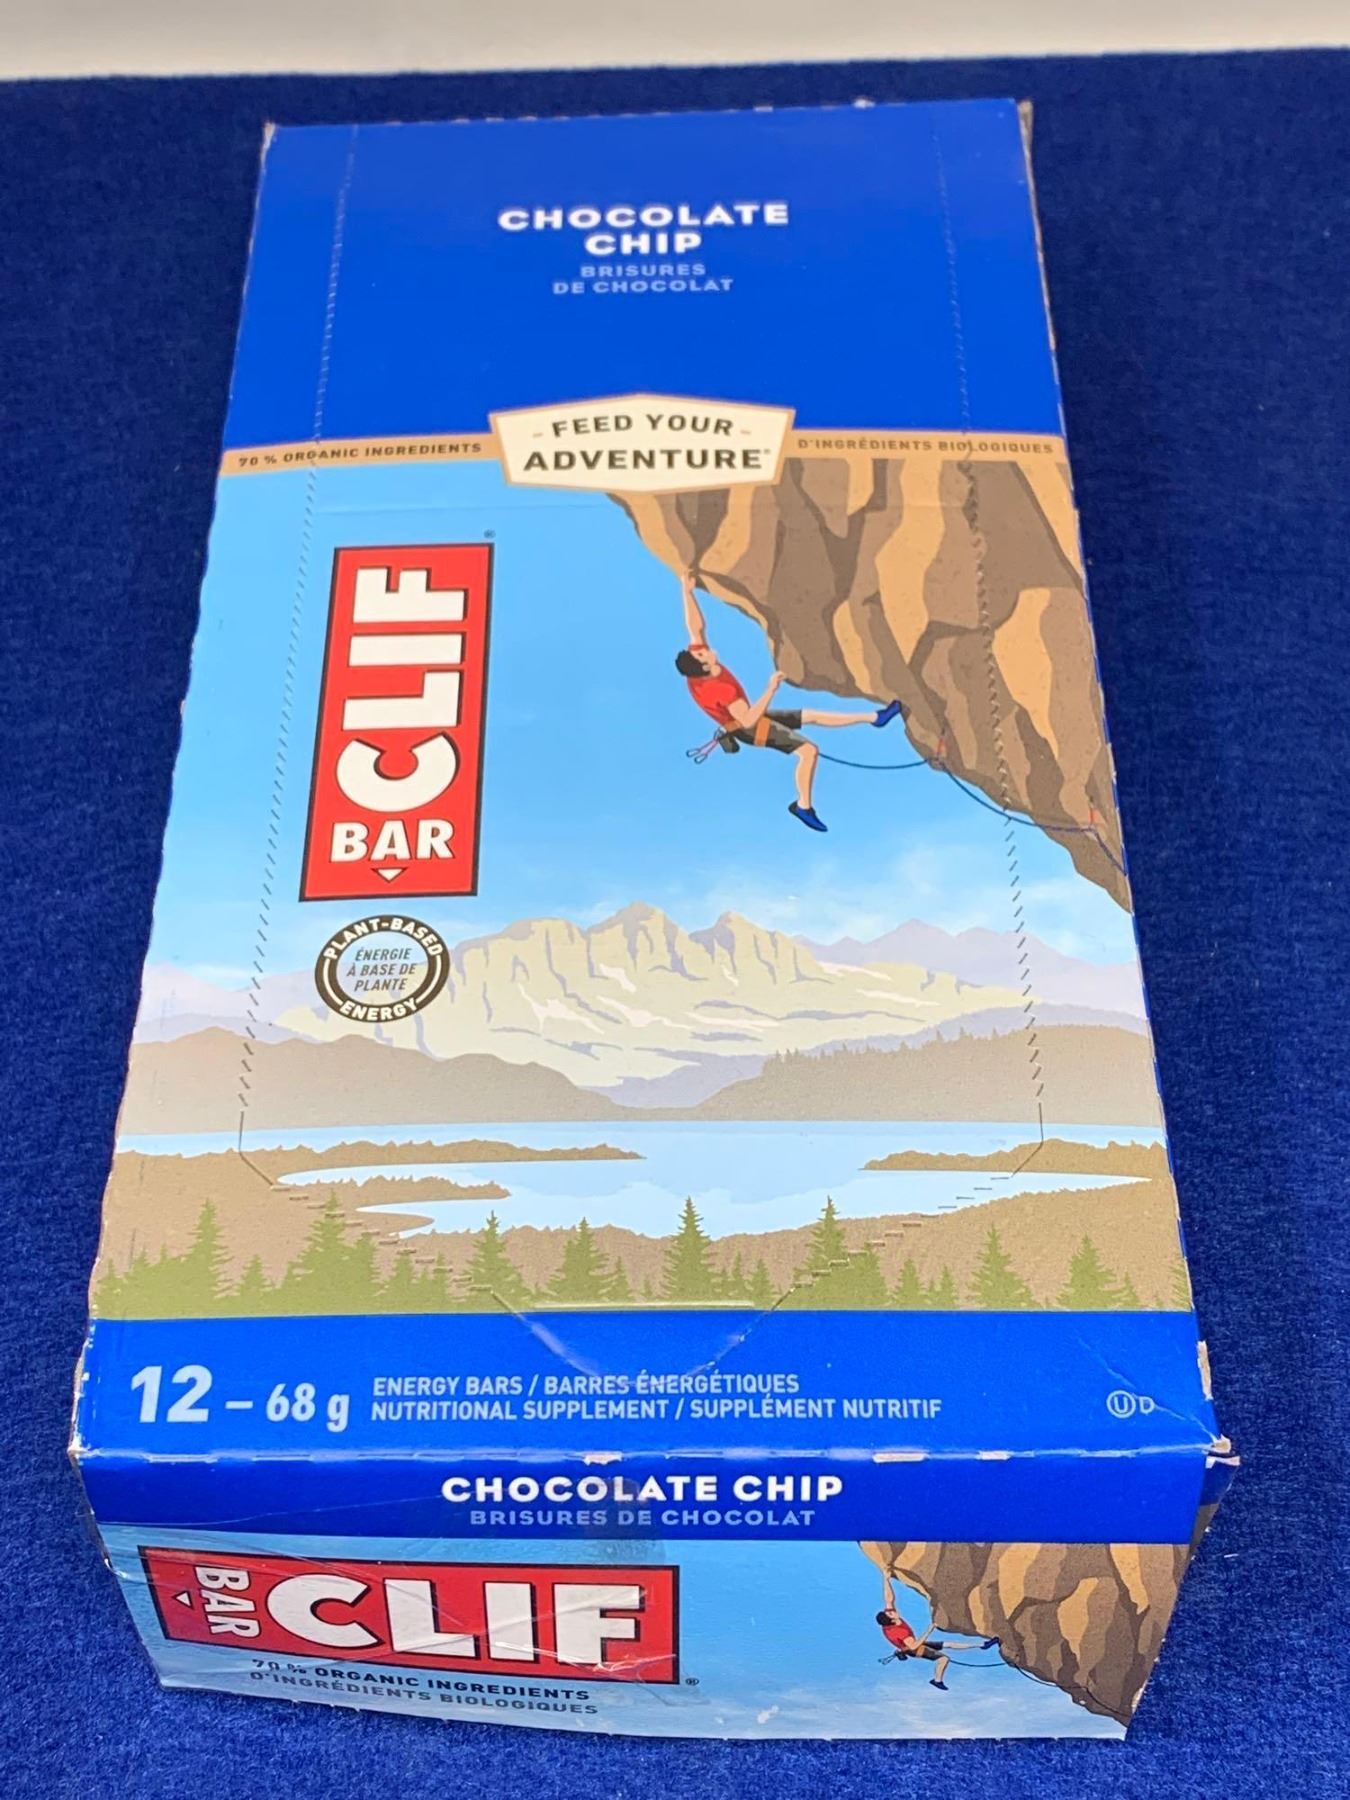 CHOCOLATE
CHIP
BRISURES
DE CHOCOLAT
- FEED YOUR -
ADVENTURE®
70 % ORGANIC INGREDIENTS
D'INGRÉDIENTS BIOLOGIQUES
CLIF®
BAR
PLANT-BASED
ÉNERGIE
À BASE DE
PLANTE
ENERGY
12 – 68 g
ENERGY BARS / BARRES ÉNERGÉTIQUES
NUTRITIONAL SUPPLEMENT / SUPPLÉMENT NUTRITIF
U D
CHOCOLATE CHIP
BRISURES DE CHOCOLAT
BAR
CLIF®
70 % ORGANIC INGREDIENTS
D'INGRÉDIENTS BIOLOGIQUES